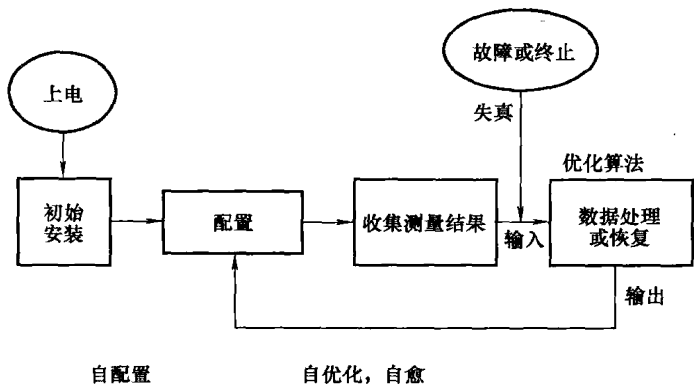 故障或终止
上电
失真
优化算法
初始
安装
配置
收集测量结果
输入
数据处理
或恢复
输出
自配置
自优化，自愈